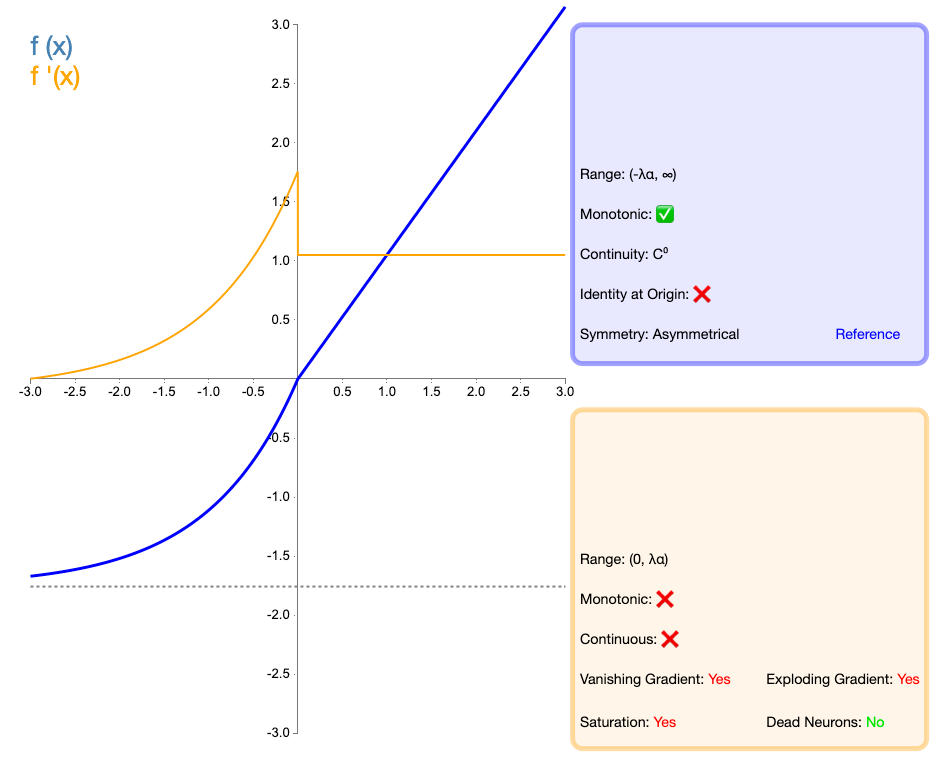 f (x)
f '(x)
3.0
2.5
2.0
1.5
1.0
0.5
-3.0 -2.5 -2.0 -1.5 -1.0 -0.5 0.5 1.0 1.5 2.0 2.5 3.0
-0.5
-1.0
-1.5
-2.0
-2.5
-3.0
Range: (-λα, ∞)
Monotonic: ✅
Continuity: C⁰
Identity at Origin: ❌
Symmetry: Asymmetrical Reference
Range: (0, λα)
Monotonic: ❌
Continuous: ❌
Vanishing Gradient: Yes Exploding Gradient: Yes
Saturation: Yes Dead Neurons: No